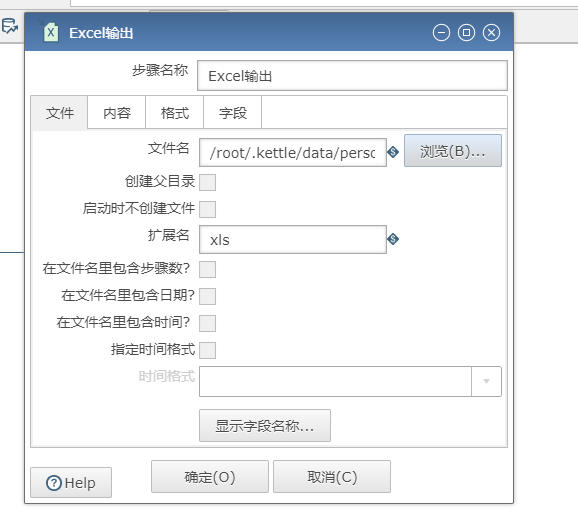 Excel输出
步骤名称 Excel输出
文件 内容 格式 字段
文件名 /root/.kettle/data/persc 浏览(B)...
创建父目录
启动时不创建文件
扩展名 xls
在文件名里包含步骤数?
在文件名里包含日期?
在文件名里包含时间?
指定时间格式
时间格式
显示字段名称...
Help 确定(O) 取消(C)